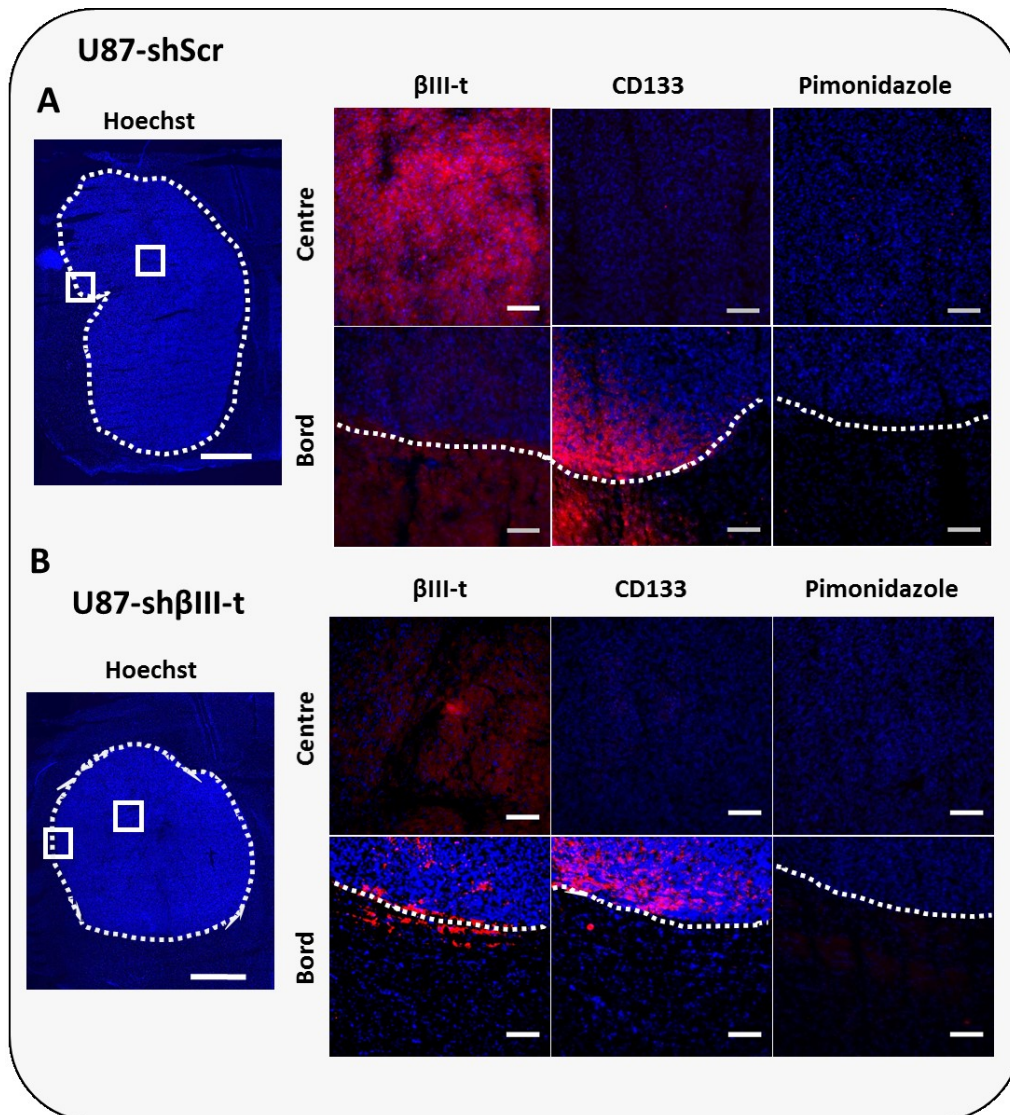 U87-shScr
A
Hoechst
βIII-t CD133 Pimonidazole
Centre
Bord
B
U87-shβIII-t
Hoechst
βIII-t CD133 Pimonidazole
Centre
Bord